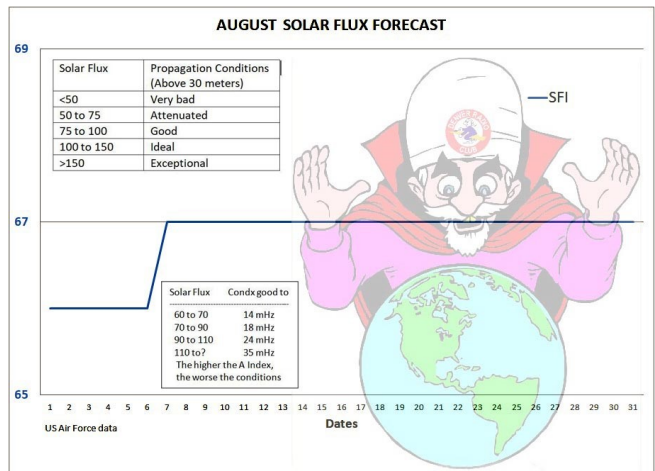 AUGUST SOLAR FLUX FORECAST
69
Solar Flux Propagation Conditions
(Above 30 meters)
<50 Very bad
50 to 75 Attenuated
75 to 100 Good
100 to 150 Ideal
>150 Exceptional
SFI
CLUB
67
Solar Flux Condx good to
60 to 70 14 mHz
70 to 90 18 mHz
90 to 110 24 mHz
110 to? 35 mHz
The higher the A Index,
the worse the conditions
65
1 2 3 4 5 6 7 8 9 10 11 12 13 14 15 16 17 18 19 20 21 22 23 24 25 26 27 28 29 30 31
US Air Force data
Dates